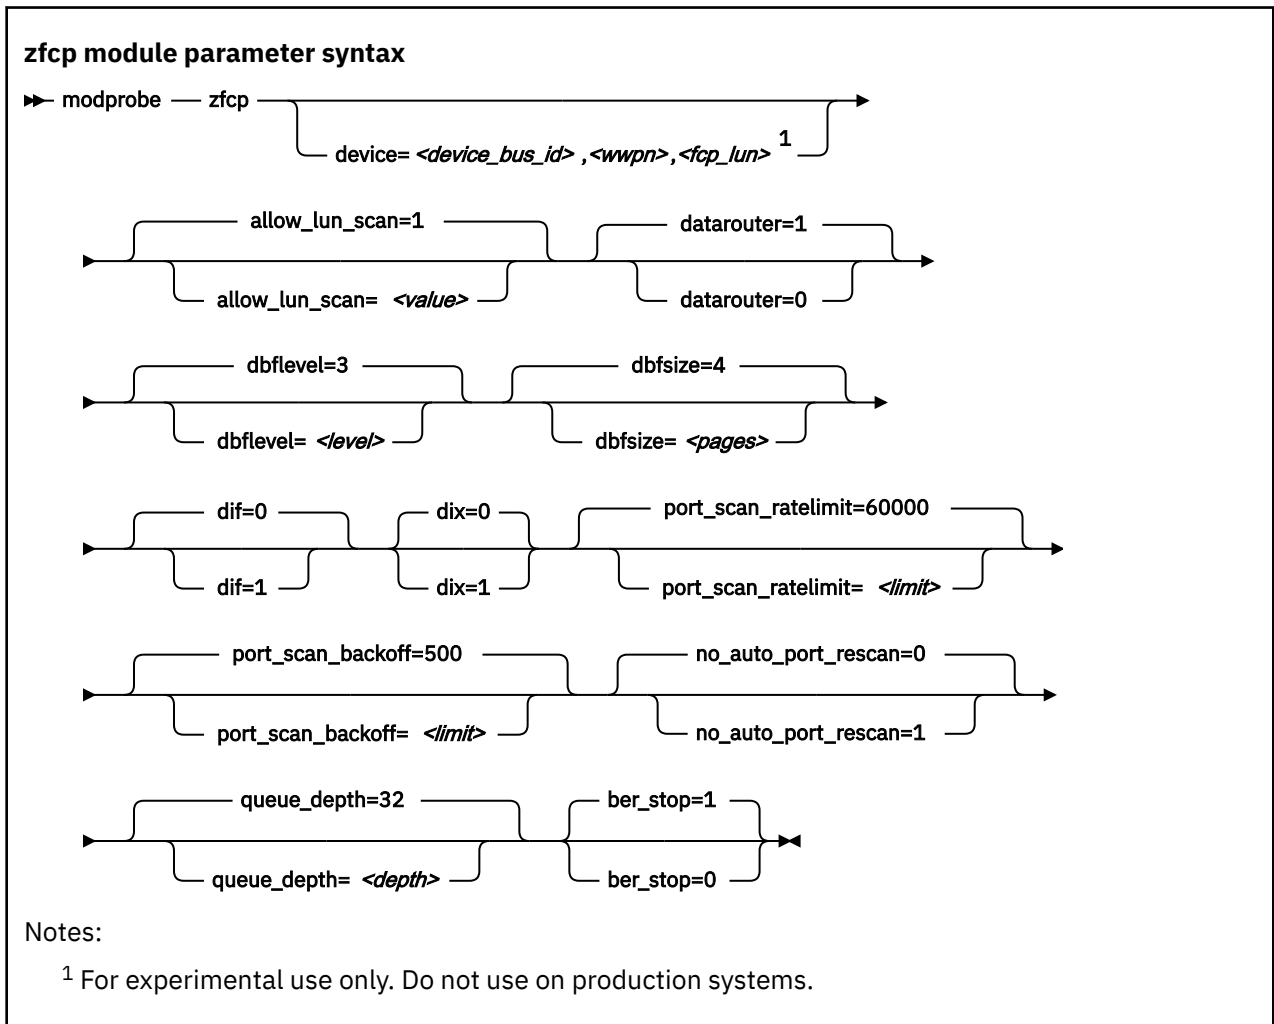 zfcp module parameter syntax
modprobe zfcp
device= <device_bus_id> ,<wwpn>,<fcp_lun> 1
allow_lun_scan=1 datarouter=1
allow_lun_scan= <value> datarouter=0
dbflevel=3 dbfsize=4
dbflevel= <level> dbfsize= <pages>
dif=0 dix=0 port_scan_ratelimit=60000
dif=1 dix=1 port_scan_ratelimit= <limit>
port_scan_backoff=500 no_auto_port_rescan=0
port_scan_backoff= <limit> no_auto_port_rescan=1
queue_depth=32 ber_stop=1
queue_depth= <depth> ber_stop=0
Notes:
1 For experimental use only. Do not use on production systems.